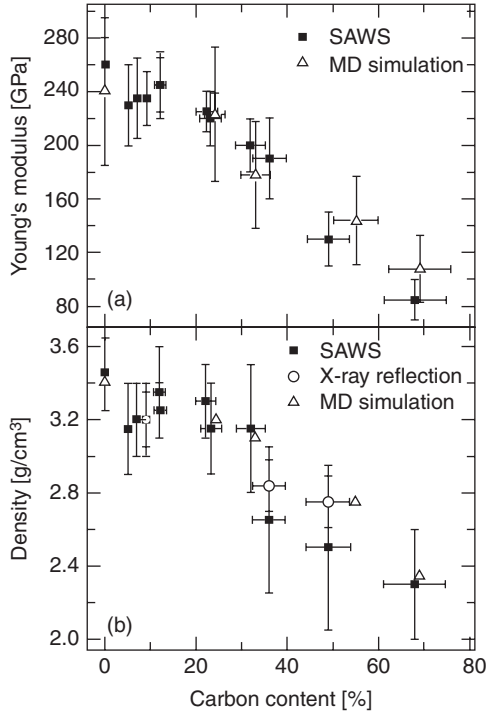 280
240
200
160
120
80
Young's modulus [GPa]
SAWS
MD simulation
(a)
3.6
3.2
2.8
2.4
2.0
Density [g/cm³]
SAWS
X-ray reflection
MD simulation
(b)
0 20 40 60 80
Carbon content [%]